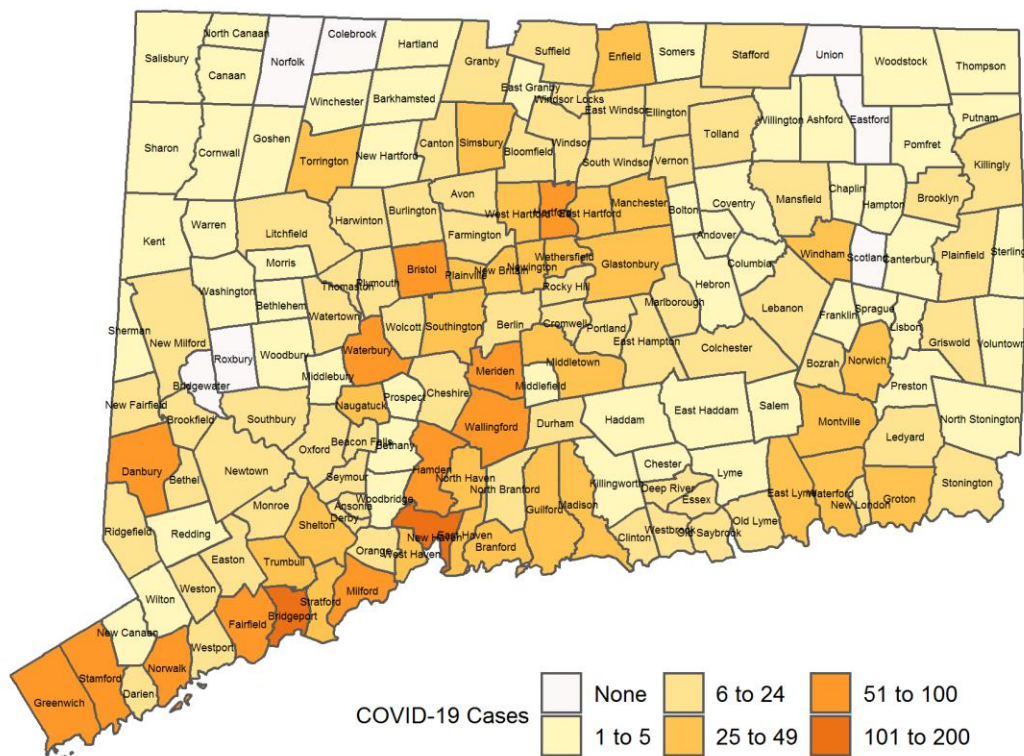 North Canaan
Colebrook
Hartland
Suffield
Enfield
Somers
Stafford
Union
Woodstock
Thompson
Salisbury
Canaan
Norfolk
Granby
East Granby
Windsor Locks
Winchester
Barkhamsted
East Windsor
Ellington
Willington
Ashford
Eastford
Putnam
Pomfret
Sharon
Cornwall
Goshen
Torrington
New Hartford
Canton
Simsbury
Bloomfield
Windsor
South Windsor
Vernon
Tolland
Killingly
Avon
Burlington
Harwinton
West Hartford
Hartford
East Hartford
Manchester
Bolton
Coventry
Mansfield
Chaplin
Hampton
Brooklyn
Kent
Warren
Litchfield
Farmington
Andover
Columbia
Windham
Scotland
Canterbury
Plainfield
Sterling
Morris
Bristol
Plainville
New Britain
Newington
Wethersfield
Glastonbury
Hebron
Washington
Bethlehem
Thomaston
Plymouth
Rocky Hill
Marlborough
Lebanon
Franklin
Sprague
Lisbon
Sherman
New Milford
Watertown
Wolcott
Southington
Berlin
Cromwell
Portland
East Hampton
Colchester
Griswold
Voluntown
Roxbury
Woodbury
Waterbury
Bozrah
Norwich
Bridgewater
Middlebury
Meriden
Middletown
Middlefield
Preston
New Fairfield
Brookfield
Southbury
Naugatuck
Prospect
Cheshire
Wallingford
Durham
Haddam
East Haddam
Salem
Montville
North Stonington
Ledyard
Danbury
Bethel
Newtown
Oxford
Beacon Falls
Bethany
Hamden
North Haven
Seymour
Chester
Lyme
Deep River
Essex
Killingworth
North Branford
Guilford
Madison
East Lyme
Waterford
New London
Groton
Stonington
Ridgefield
Redding
Monroe
Shelton
Ansonia
Derby
Woodbridge
Orange
New Haven
East Haven
West Haven
Branford
Clinton
Westbrook
Old Saybrook
Old Lyme
Easton
Trumbull
Weston
Wilton
Stratford
Milford
Bridgeport
Fairfield
New Canaan
Westport
Norwalk
Darien
Stamford
Greenwich
COVID-19 Cases
None
6 to 24
51 to 100
1 to 5
25 to 49
101 to 200